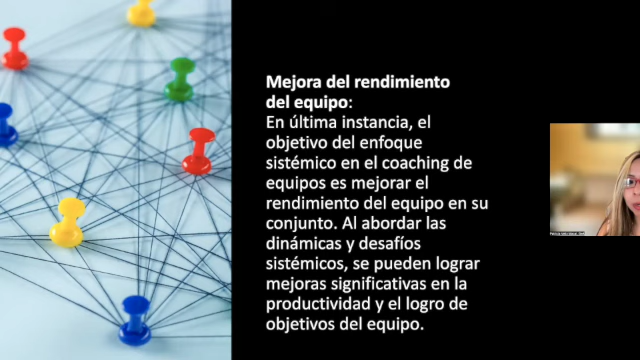 Mejora del rendimiento
del equipo:
En última instancia, el
objetivo del enfoque
sistémico en el coaching de
equipos es mejorar el
rendimiento del equipo en su
conjunto. Al abordar las
dinámicas y desafíos
sistémicos, se pueden lograr
mejoras significativas en la
productividad y el logro de
objetivos del equipo.